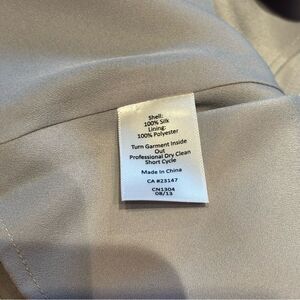 Shell:
100% Silk
Lining:
100% Polyester
Turn Garment Inside
Out
Professional Dry Clean
Short Cycle
Made In China
CA #23147
CN1304
08/13